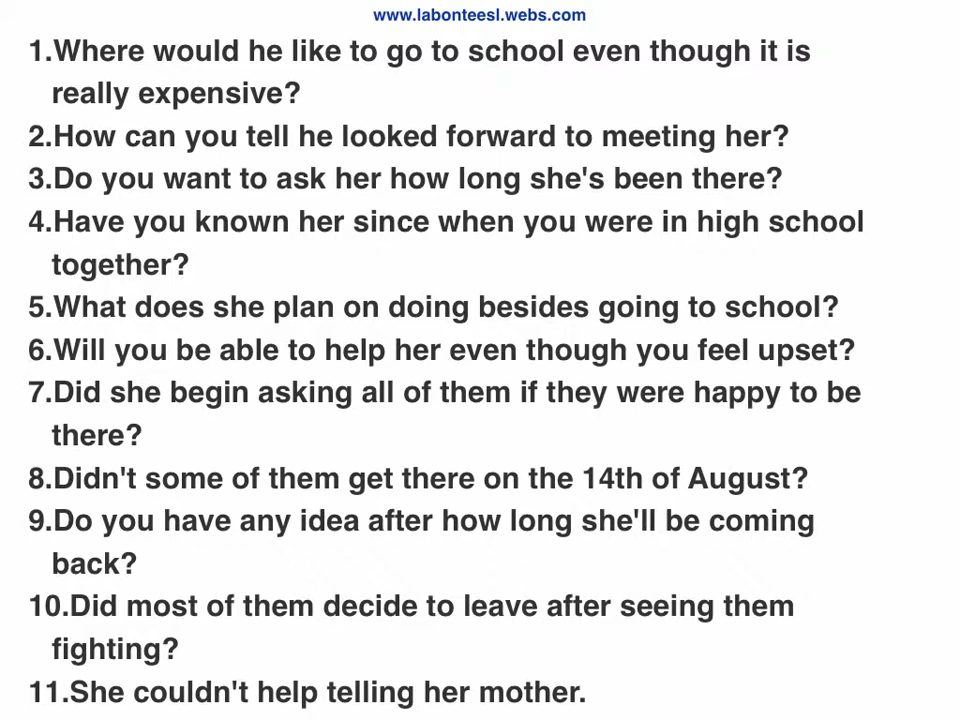 www.labonteesl.webs.com
1.Where would he like to go to school even though it is
really expensive?
2.How can you tell he looked forward to meeting her?
3.Do you want to ask her how long she's been there?
4.Have you known her since when you were in high school
together?
5.What does she plan on doing besides going to school?
6.Will you be able to help her even though you feel upset?
7.Did she begin asking all of them if they were happy to be
there?
8.Didn't some of them get there on the 14th of August?
9.Do you have any idea after how long she'll be coming
back?
10.Did most of them decide to leave after seeing them
fighting?
11.She couldn't help telling her mother.